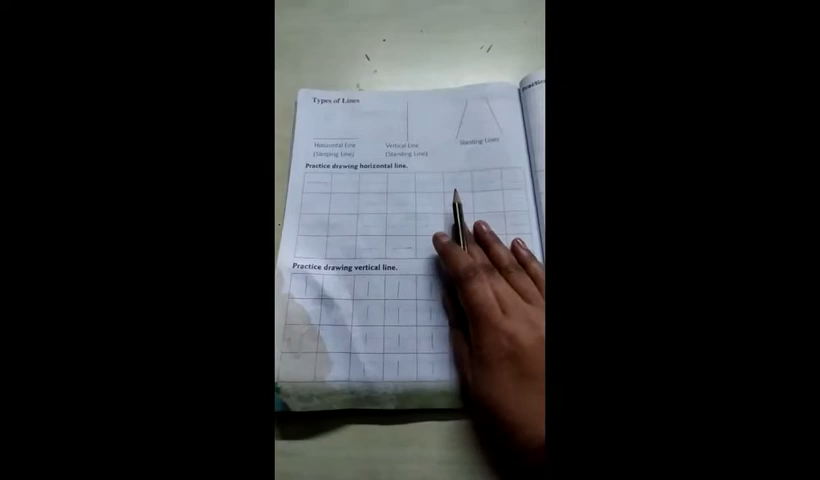 Types of Lines
Horizontal Line
(Sleeping Line)
Vertical Line
(Standing Line)
Slanting Lines
Practice drawing horizontal line.
Practice drawing vertical line.
Practice